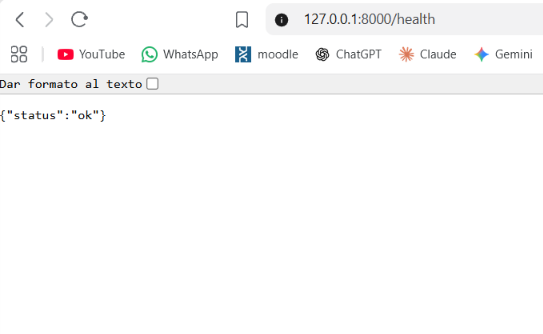 127.0.0.1:8000/health
YouTube WhatsApp moodle ChatGPT Claude Gemini
Dar formato al texto
{"status":"ok"}